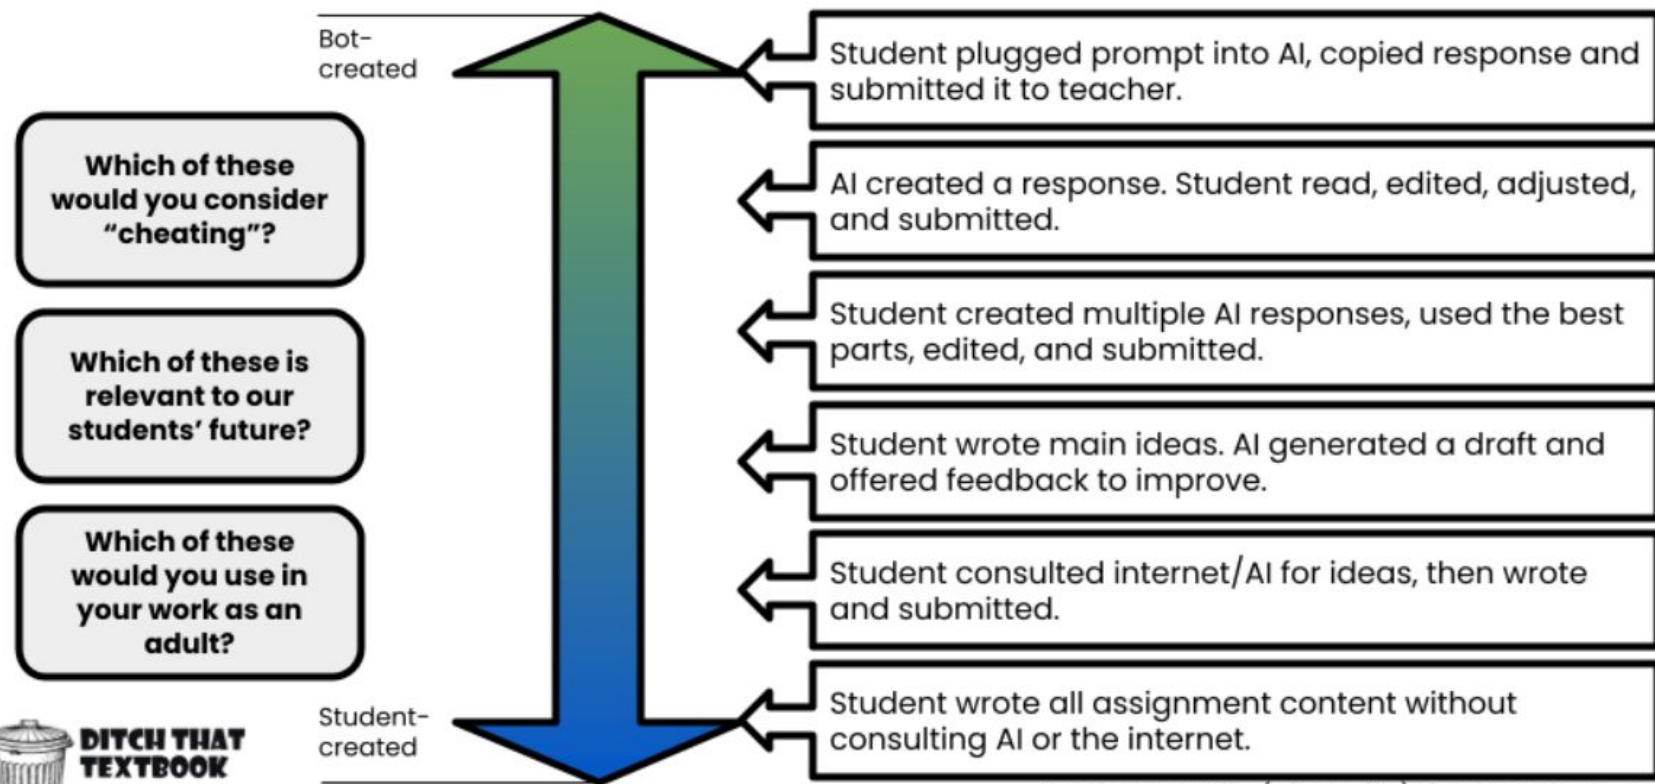 Bot-
created
Student plugged prompt into AI, copied response and
submitted it to teacher.
Which of these
would you consider
“cheating”?
AI created a response. Student read, edited, adjusted,
and submitted.
Which of these is
relevant to our
students’ future?
Student created multiple AI responses, used the best
parts, edited, and submitted.
Student wrote main ideas. AI generated a draft and
offered feedback to improve.
Which of these
would you use in
your work as an
adult?
Student consulted internet/AI for ideas, then wrote
and submitted.
Student-
created
Student wrote all assignment content without
consulting AI or the internet.
DITCH THAT
TEXTBOOK